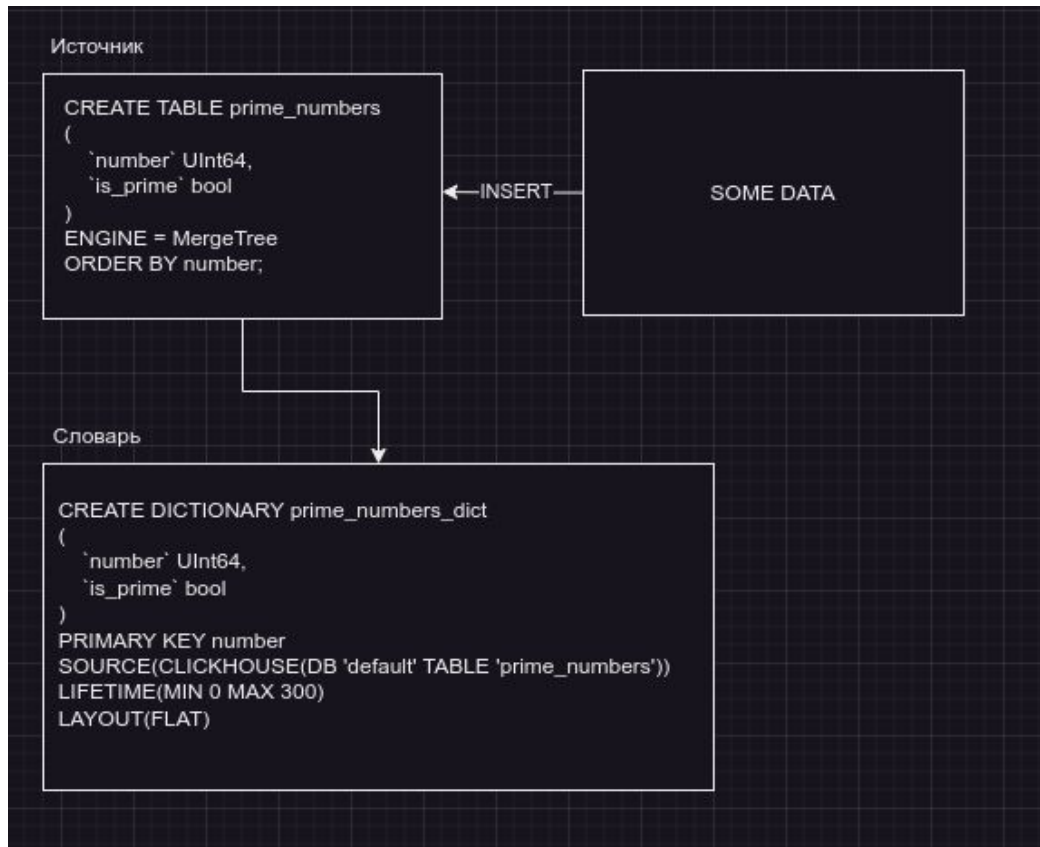 Источник
CREATE TABLE prime_numbers
(
`number` UInt64,
`is_prime` bool
)
ENGINE = MergeTree
ORDER BY number;
INSERT
SOME DATA
Словарь
CREATE DICTIONARY prime_numbers_dict
(
`number` UInt64,
`is_prime` bool
)
PRIMARY KEY number
SOURCE(CLICKHOUSE(DB 'default' TABLE 'prime_numbers'))
LIFETIME(MIN 0 MAX 300)
LAYOUT(FLAT)